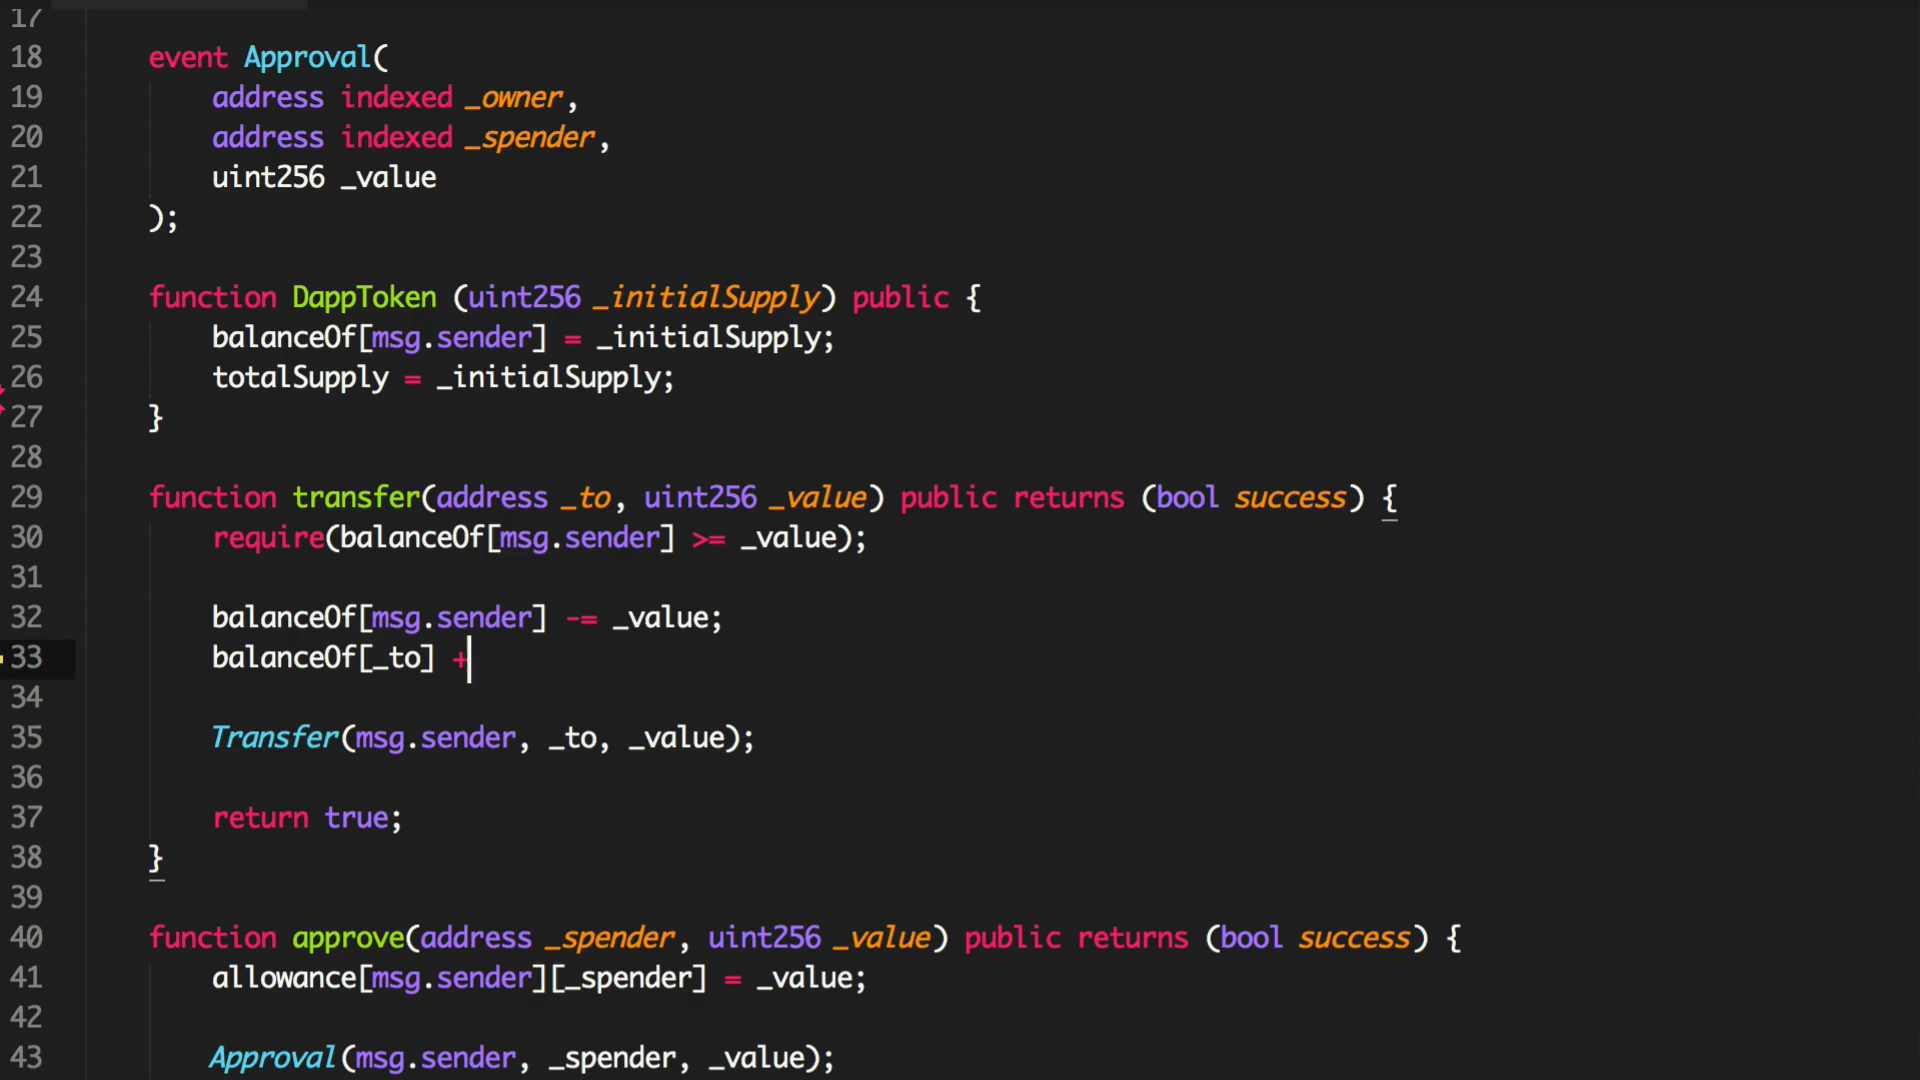 17
18 event Approval(
19 address indexed _owner,
20 address indexed _spender,
21 uint256 _value
22 );
23
24 function DappToken (uint256 _initialSupply) public {
25 balanceOf[msg.sender] = _initialSupply;
26 totalSupply = _initialSupply;
27 }
28
29 function transfer(address _to, uint256 _value) public returns (bool success) {
30 require(balanceOf[msg.sender] >= _value);
31
32 balanceOf[msg.sender] -= _value;
33 balanceOf[_to] +
34
35 Transfer(msg.sender, _to, _value);
36
37 return true;
38 }
39
40 function approve(address _spender, uint256 _value) public returns (bool success) {
41 allowance[msg.sender][_spender] = _value;
42
43 Approval(msg.sender, _spender, _value);